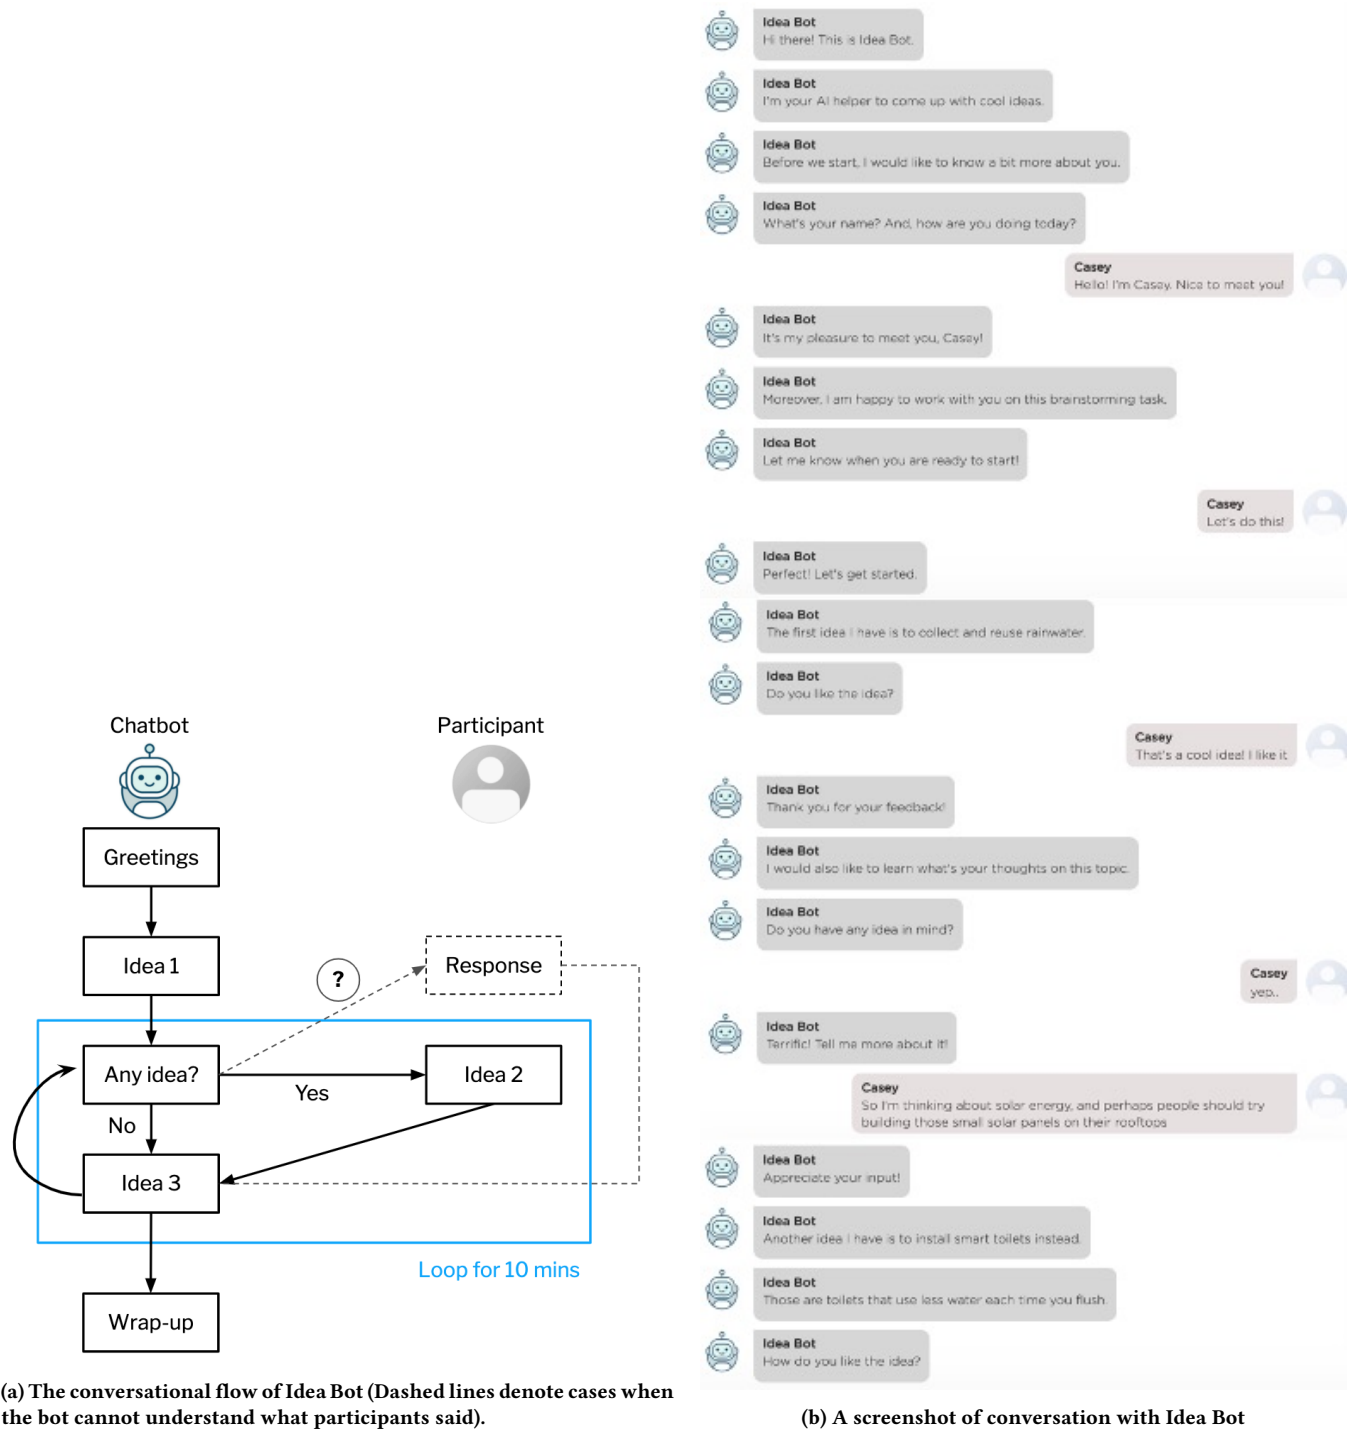 Chatbot
Participant
Greetings
Idea 1
?
Response
Any idea?
Yes
Idea 2
No
Idea 3
Loop for 10 mins
Wrap-up
(a) The conversational flow of Idea Bot (Dashed lines denote cases when
the bot cannot understand what participants said).
Idea Bot
Hi there! This is Idea Bot.
Idea Bot
I'm your AI helper to come up with cool ideas.
Idea Bot
Before we start, I would like to know a bit more about you.
Idea Bot
What's your name? And, how are you doing today?
Casey
Hello! I'm Casey. Nice to meet you!
Idea Bot
It's my pleasure to meet you, Casey!
Idea Bot
Moreover, I am happy to work with you on this brainstorming task.
Idea Bot
Let me know when you are ready to start!
Casey
Let's do this!
Idea Bot
Perfect! Let's get started.
Idea Bot
The first idea I have is to collect and reuse rainwater.
Idea Bot
Do you like the idea?
Casey
That's a cool idea! I like it
Idea Bot
Thank you for your feedback!
Idea Bot
I would also like to learn what's your thoughts on this topic.
Idea Bot
Do you have any idea in mind?
Casey
yep..
Idea Bot
Terrific! Tell me more about it!
Casey
So I'm thinking about solar energy, and perhaps people should try
building those small solar panels on their rooftops
Idea Bot
Appreciate your input!
Idea Bot
Another idea I have is to install smart toilets instead.
Idea Bot
Those are toilets that use less water each time you flush.
Idea Bot
How do you like the idea?
(b) A screenshot of conversation with Idea Bot